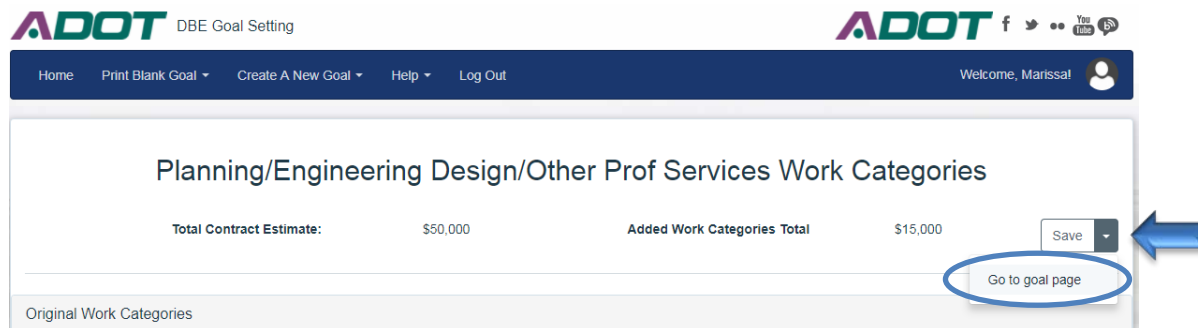 ADOT DBE Goal Setting ADOT f You Tube b
Home Print Blank Goal Create A New Goal Help Log Out Welcome, Marissa!
Planning/Engineering Design/Other Prof Services Work Categories
Total Contract Estimate: $50,000 Added Work Categories Total $15,000 Save
Go to goal page
Original Work Categories